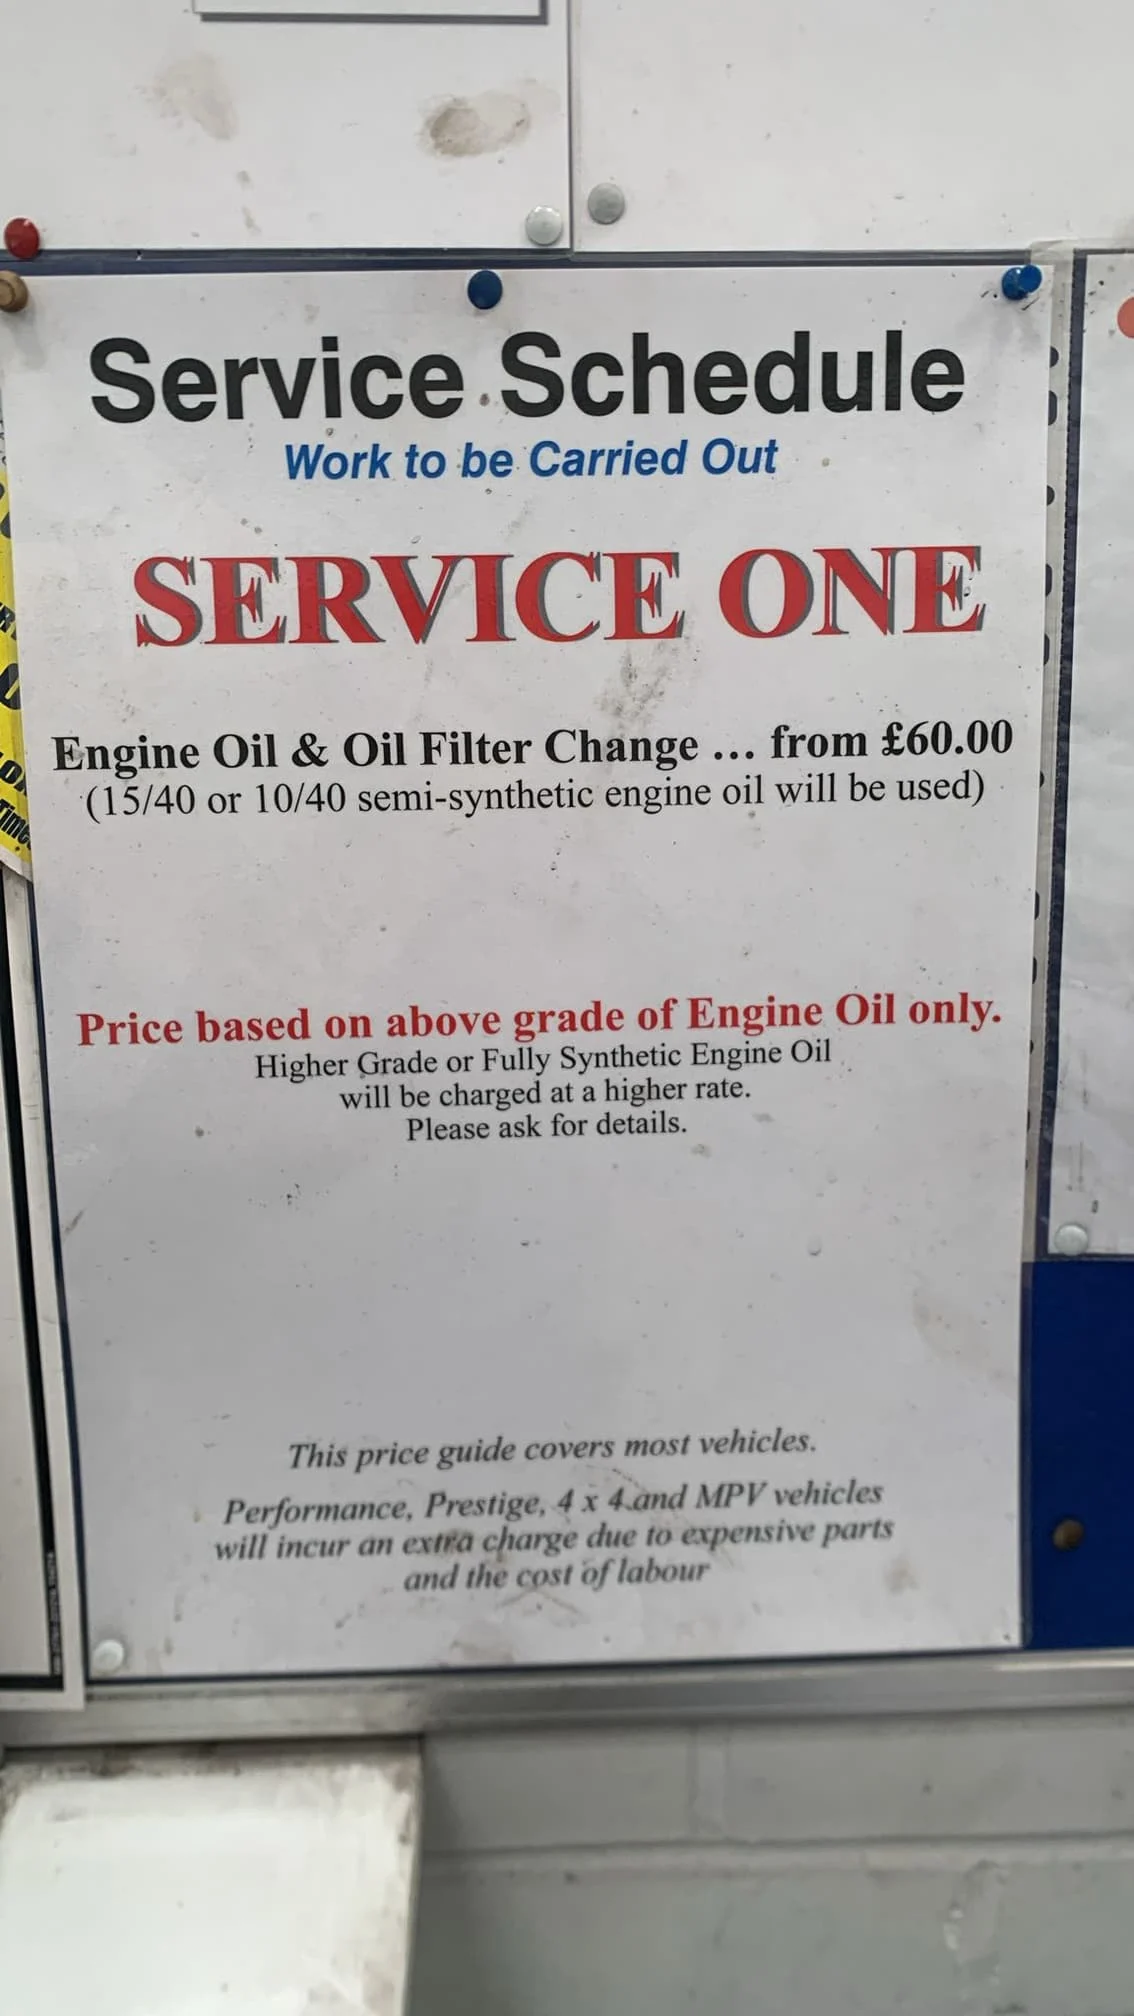 Service Schedule
Work to be Carried Out
SERVICE ONE
Engine Oil & Oil Filter Change ... from £60.00
(15/40 or 10/40 semi-synthetic engine oil will be used)
Price based on above grade of Engine Oil only.
Higher Grade or Fully Synthetic Engine Oil
will be charged at a higher rate.
Please ask for details.
This price guide covers most vehicles.
Performance, Prestige, 4 x 4 and MPV vehicles
will incur an extra charge due to expensive parts
and the cost of labour